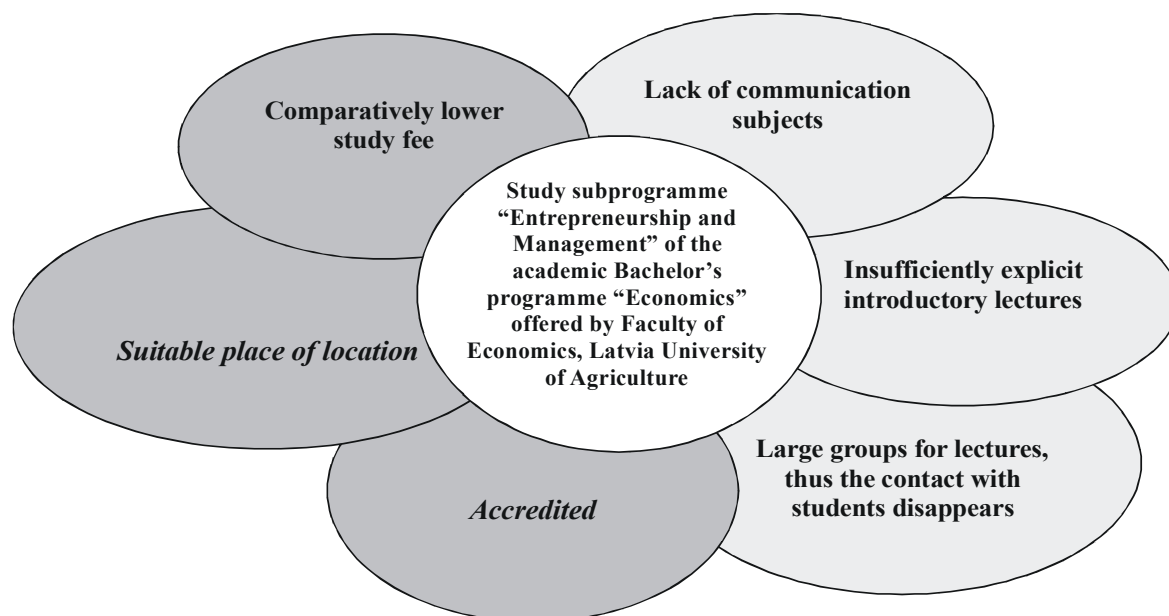 Comparatively lower
study fee
Lack of communication
subjects
Study subprogramme
“Entrepreneurship and
Management” of the
academic Bachelor’s
programme “Economics”
offered by Faculty of
Economics, Latvia University
of Agriculture
Insufficiently explicit
introductory lectures
Suitable place of location
Large groups for lectures,
thus the contact with
students disappears
Accredited